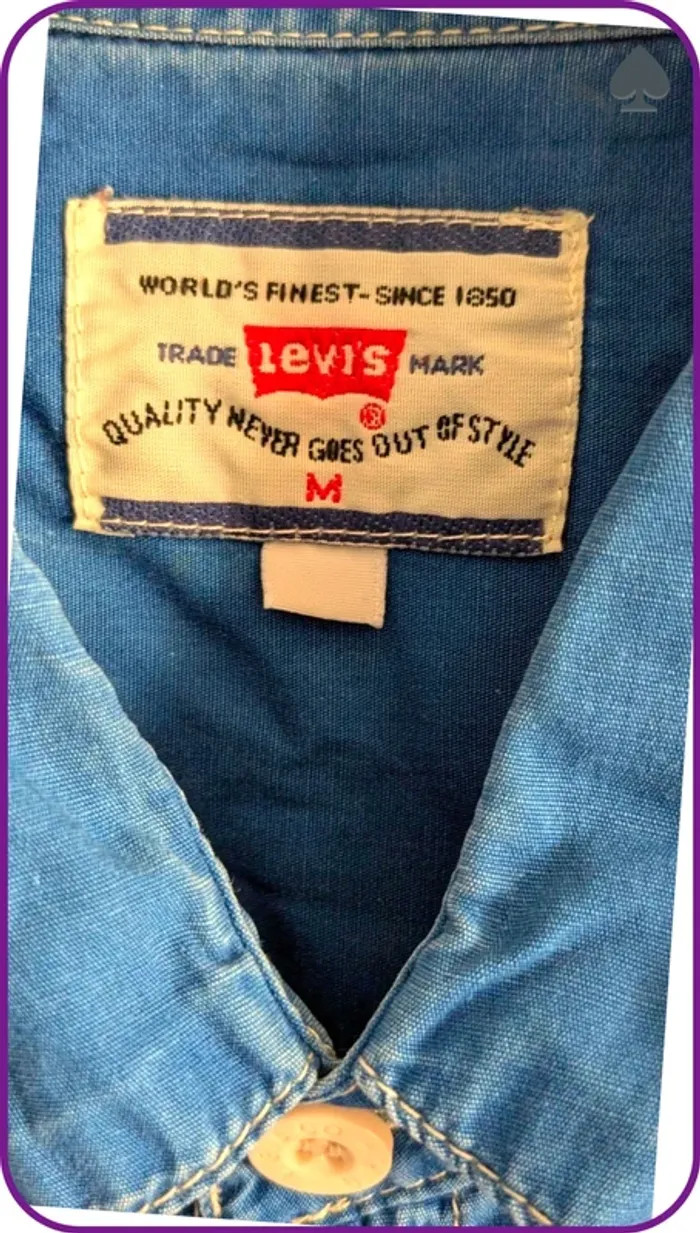 WORLD'S FINEST-SINCE 1850
TRADE Levi's MARK
®
QUALITY NEVER GOES OUT OF STYLE
M